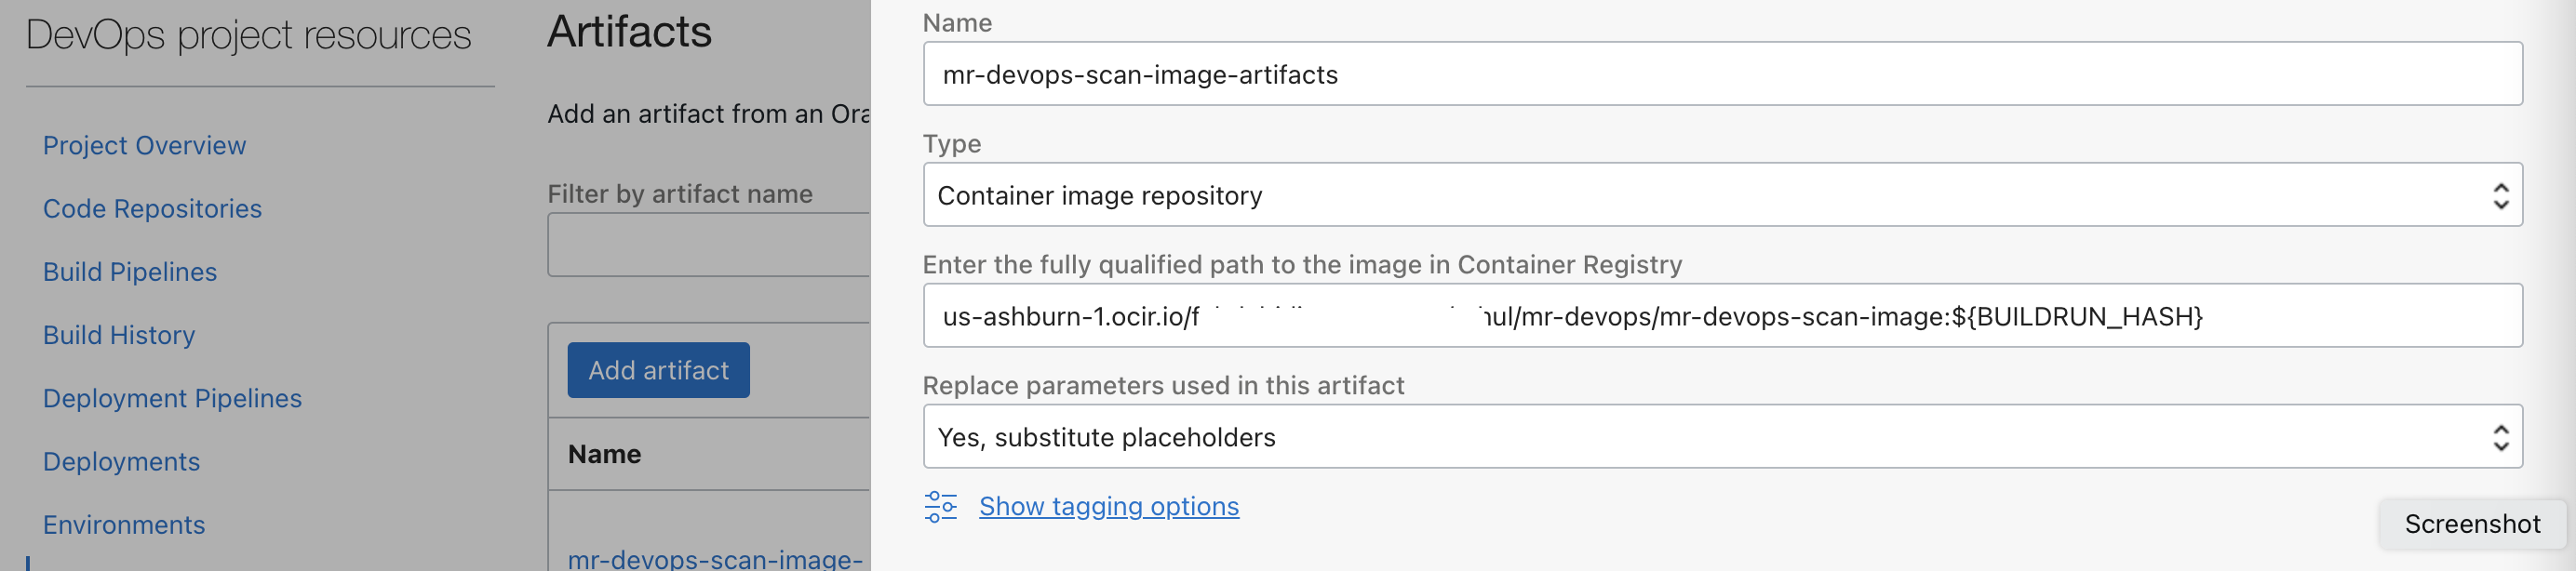 DevOps project resources
Project Overview
Code Repositories
Build Pipelines
Build History
Deployment Pipelines
Deployments
Environments
Artifacts
Add an artifact from an Ora
Filter by artifact name
Add artifact
Name
mr-devops-scan-image-
Name
mr-devops-scan-image-artifacts
Type
Container image repository
Enter the fully qualified path to the image in Container Registry
us-ashburn-1.ocir.io/f hul/mr-devops/mr-devops-scan-image:${BUILDRUN_HASH}
Replace parameters used in this artifact
Yes, substitute placeholders
Show tagging options
Screenshot